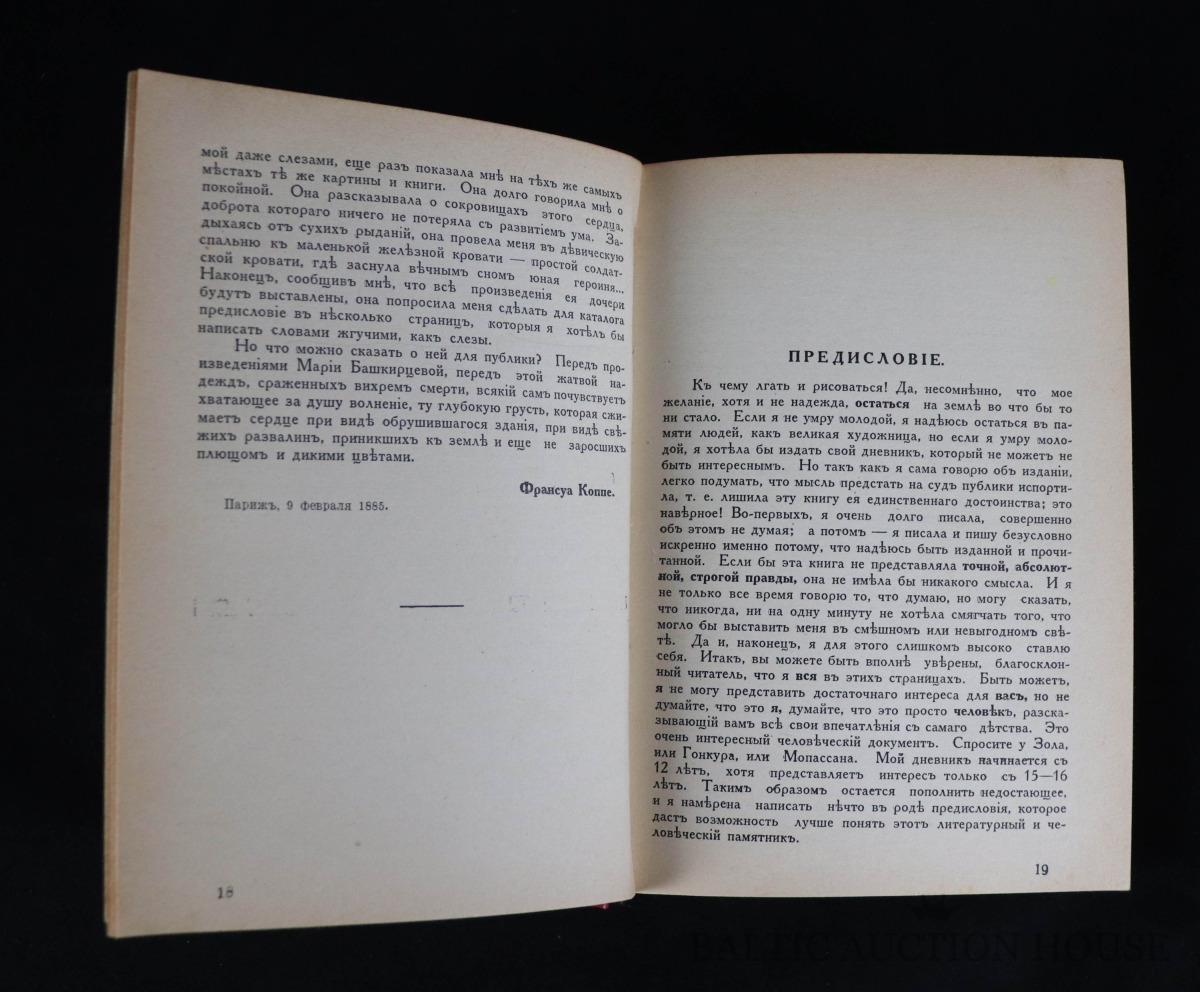 мой даже слезами, еще разъ показала мнѣ на тѣхъ же самыхъ
мѣстахъ тѣ же картины и книги. Она долго говорила мнѣ о
покойной. Она разсказывала о сокровищахъ этого сердца,
доброта котораго ничего не потеряла съ развитіемъ ума. За-
дыхаясь отъ сухихъ рыданій, она провела меня въ дѣвическую
спальню къ маленькой желѣзной кровати — простой солдат-
ской кровати, гдѣ заснула вѣчнымъ сномъ юная героиня...
Наконецъ, сообщивъ мнѣ, что всѣ произведенія ея дочери
будутъ выставлены, она попросила меня сдѣлать для каталога
предисловіе въ нѣсколько страницъ, которыя я хотѣлъ бы
написать словами жгучими, какъ слезы.
Но что можно сказать о ней для публики? Передъ про-
изведеніями Маріи Башкирцевой, передъ этой жатвой на-
деждъ, сраженныхъ вихремъ смерти, всякій самъ почувствуетъ
хватающее за душу волненіе, ту глубокую грусть, которая сжи-
маетъ сердце при видѣ обрушившагося зданія, при видѣ свѣ-
жихъ развалинъ, приникшихъ къ землѣ и еще не заросшихъ
плющомъ и дикими цвѣтами.
Франсуа Коппе.
Парижъ, 9 февраля 1885.
18
ПРЕДИСЛОВІЕ.
Къ чему лгать и рисоваться! Да, несомнѣнно, что мое
желаніе, хотя и не надежда, остаться на землѣ во что бы то
ни стало. Если я не умру молодой, я надѣюсь остаться въ па-
мяти людей, какъ великая художница, но если я умру моло-
дой, я хотѣла бы издать свой дневникъ, который не можетъ не
быть интереснымъ. Но такъ какъ я сама говорю объ изданіи,
легко подумать, что мысль предстать на судъ публики испорти-
ла, т. е. лишила эту книгу ея единственнаго достоинства; это
навѣрное! Во-первыхъ, я очень долго писала, совершенно
объ этомъ не думая; а потомъ — я писала и пишу безусловно
искренно именно потому, что надѣюсь быть изданной и прочи-
танной. Если бы эта книга не представляла точной, абсолют-
ной, строгой правды, она не имѣла бы никакого смысла. И я
не только все время говорю то, что думаю, но могу сказать,
что никогда, ни на одну минуту не хотѣла смягчать того, что
могло бы выставить меня въ смѣшномъ или невыгодномъ свѣ-
тѣ. Да и, наконецъ, я для этого слишкомъ высоко ставлю
себя. Итакъ, вы можете быть вполнѣ увѣрены, благосклон-
ный читатель, что я вся въ этихъ страницахъ. Быть можетъ,
я не могу представить достаточнаго интереса для васъ, но не
думайте, что это я, думайте, что это просто человѣкъ, разска-
зывающій вамъ всѣ свои впечатлѣнія съ самаго дѣтства. Это
очень интересный человѣческій документъ. Спросите у Зола,
или Гонкура, или Мопассана. Мой дневникъ начинается съ
12 лѣтъ, хотя представляетъ интересъ только съ 15—16
лѣтъ. Такимъ образомъ остается пополнить недостающее,
и я намѣрена написать нѣчто въ родѣ предисловія, которое
дастъ возможность лучше понять этотъ литературный и че-
ловѣческій памятникъ.
19
BALTIC AUCTION HOUSE